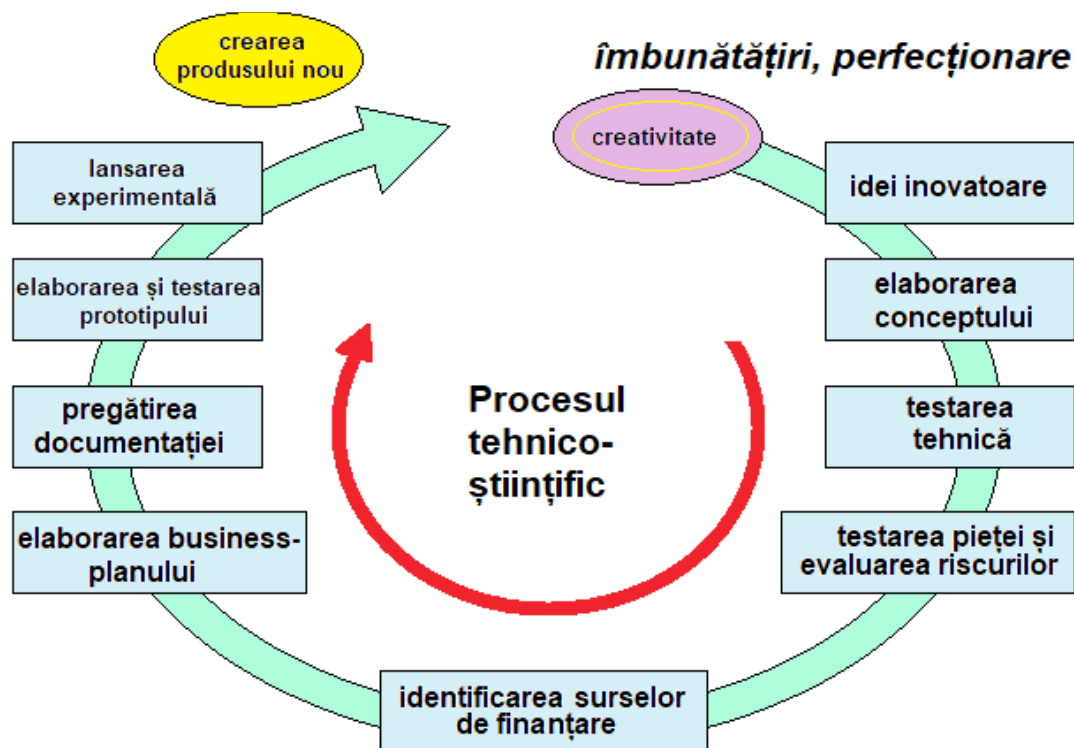 crearea
produsului nou
îmbunătățiri, perfecționare
creativitate
idei inovatoare
elaborarea
conceptului
testarea
tehnică
testarea pieței și
evaluarea riscurilor
identificarea surselor
de finanțare
elaborarea business-
planului
pregătirea
documentației
elaborarea și testarea
prototipului
lansarea
experimentală
Procesul
tehnico-
științific